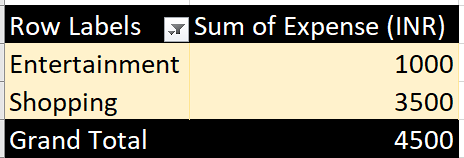 Row Labels Sum of Expense (INR)
Entertainment 1000
Shopping 3500
Grand Total 4500